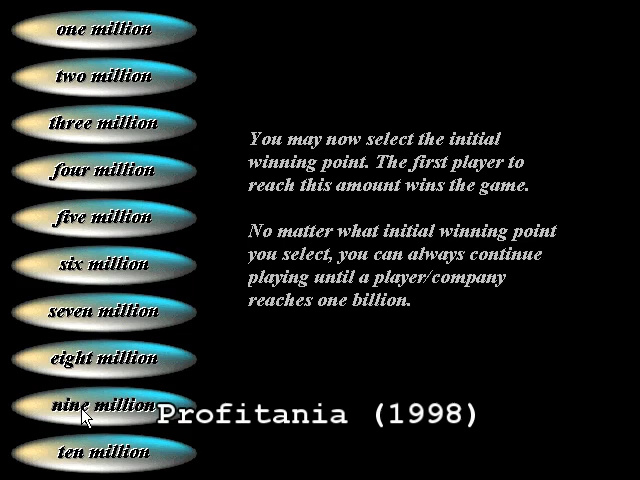 one million
two million
three million
four million
five million
six million
seven million
eight million
nine million
ten million
You may now select the initial
winning point. The first player to
reach this amount wins the game.
No matter what initial winning point
you select, you can always continue
playing until a player/company
reaches one billion.
Profitania (1998)